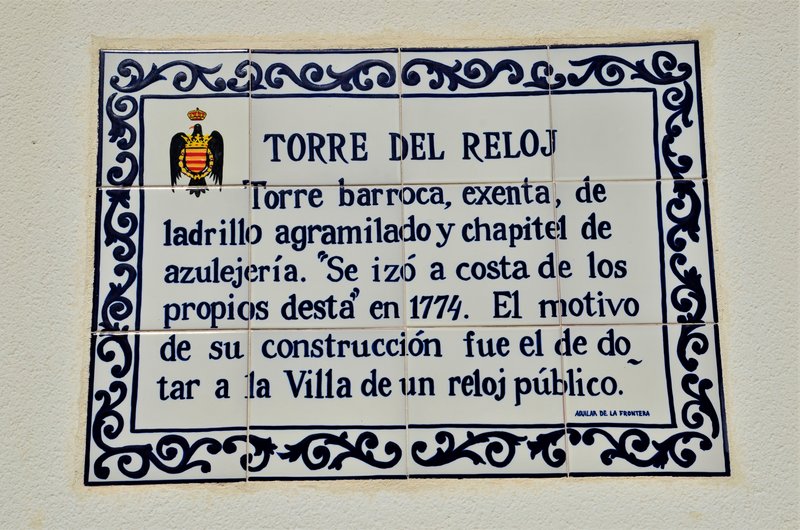 TORRE DEL RELOJ
Torre barroca, exenta, de
ladrillo agramilado y chapitel de
azulejería. "Se izó a costa de los
propios desta" en 1774. El motivo
de su construcción fue el de do~
tar a la Villa de un reloj público.
AGUILAR DE LA FRONTERA